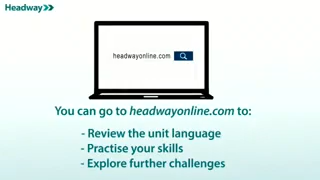 Headway
headwayonline.com
You can go to headwayonline.com to:
- Review the unit language
- Practise your skills
- Explore further challenges